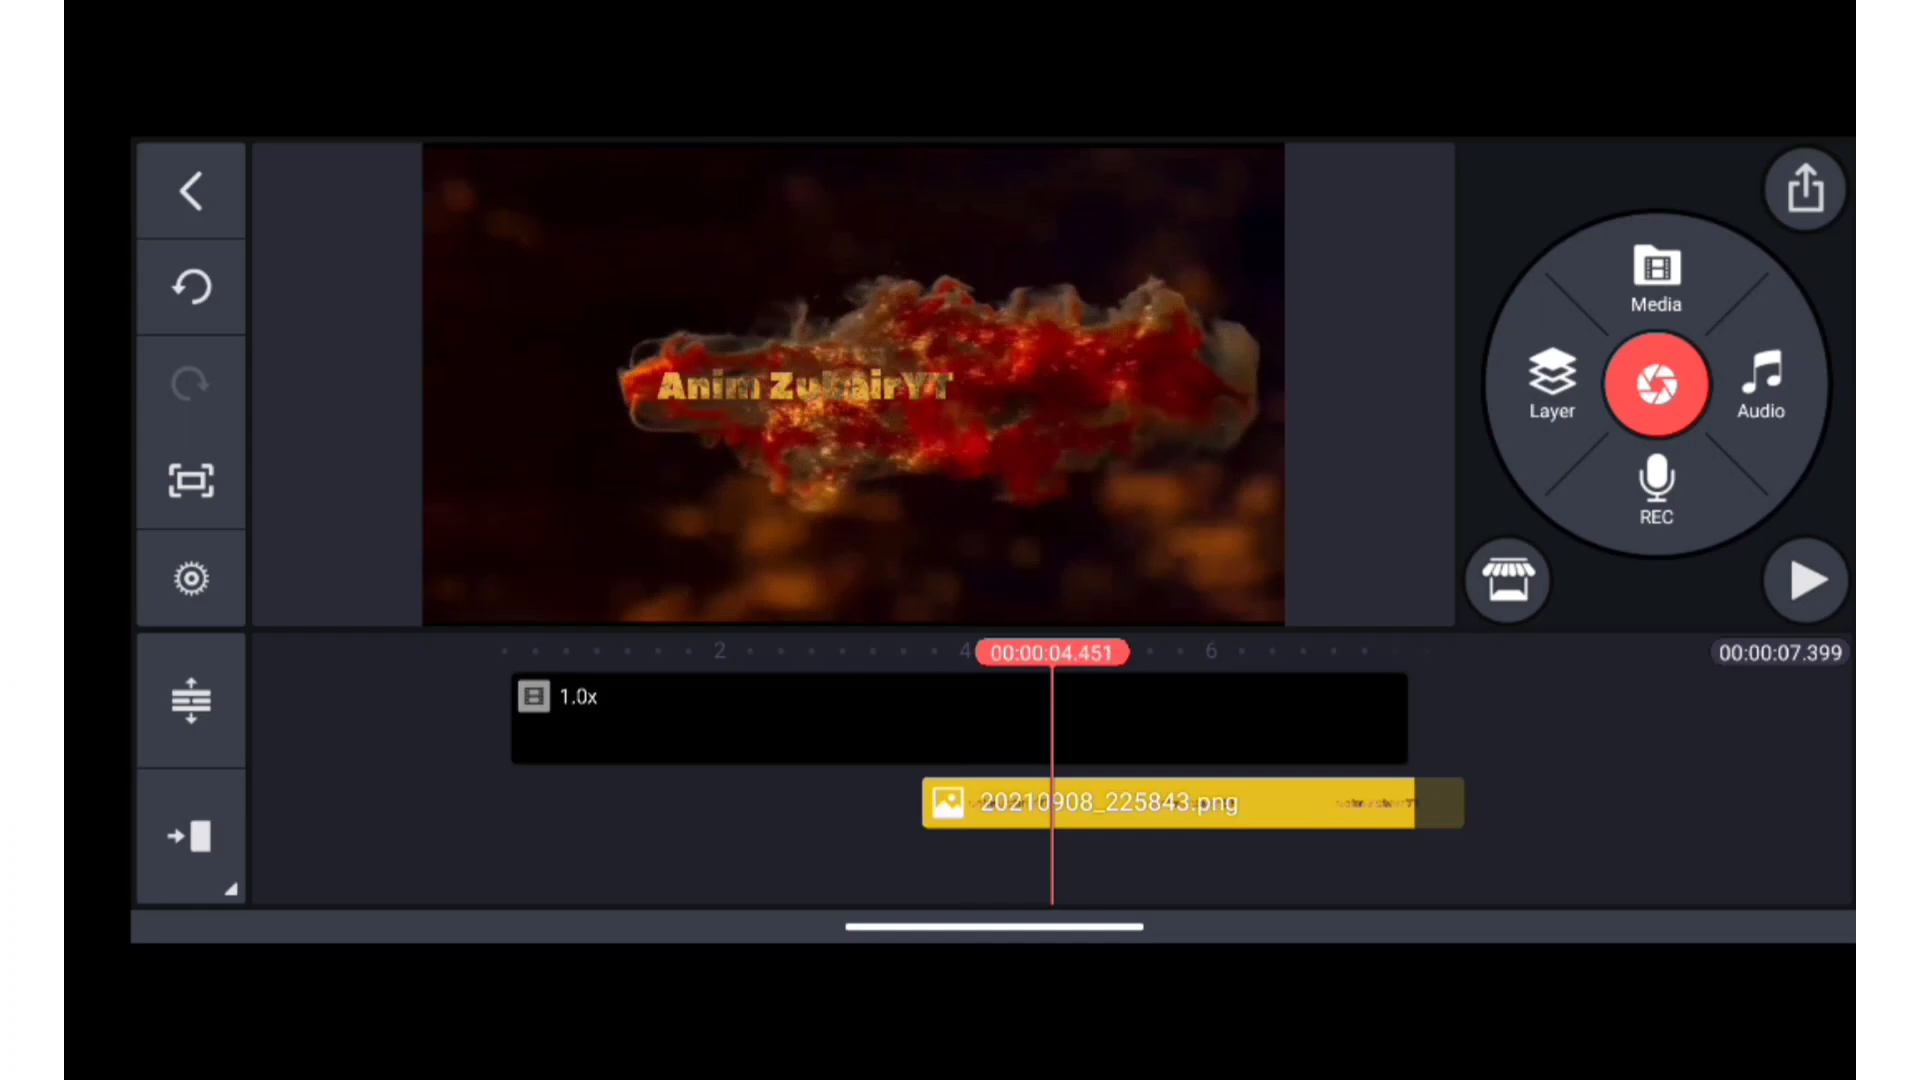 Anim ZubairYT
Media
Layer
Audio
REC
2
4
00:00:04.451
6
00:00:07.399
1.0x
20210908_225843.png